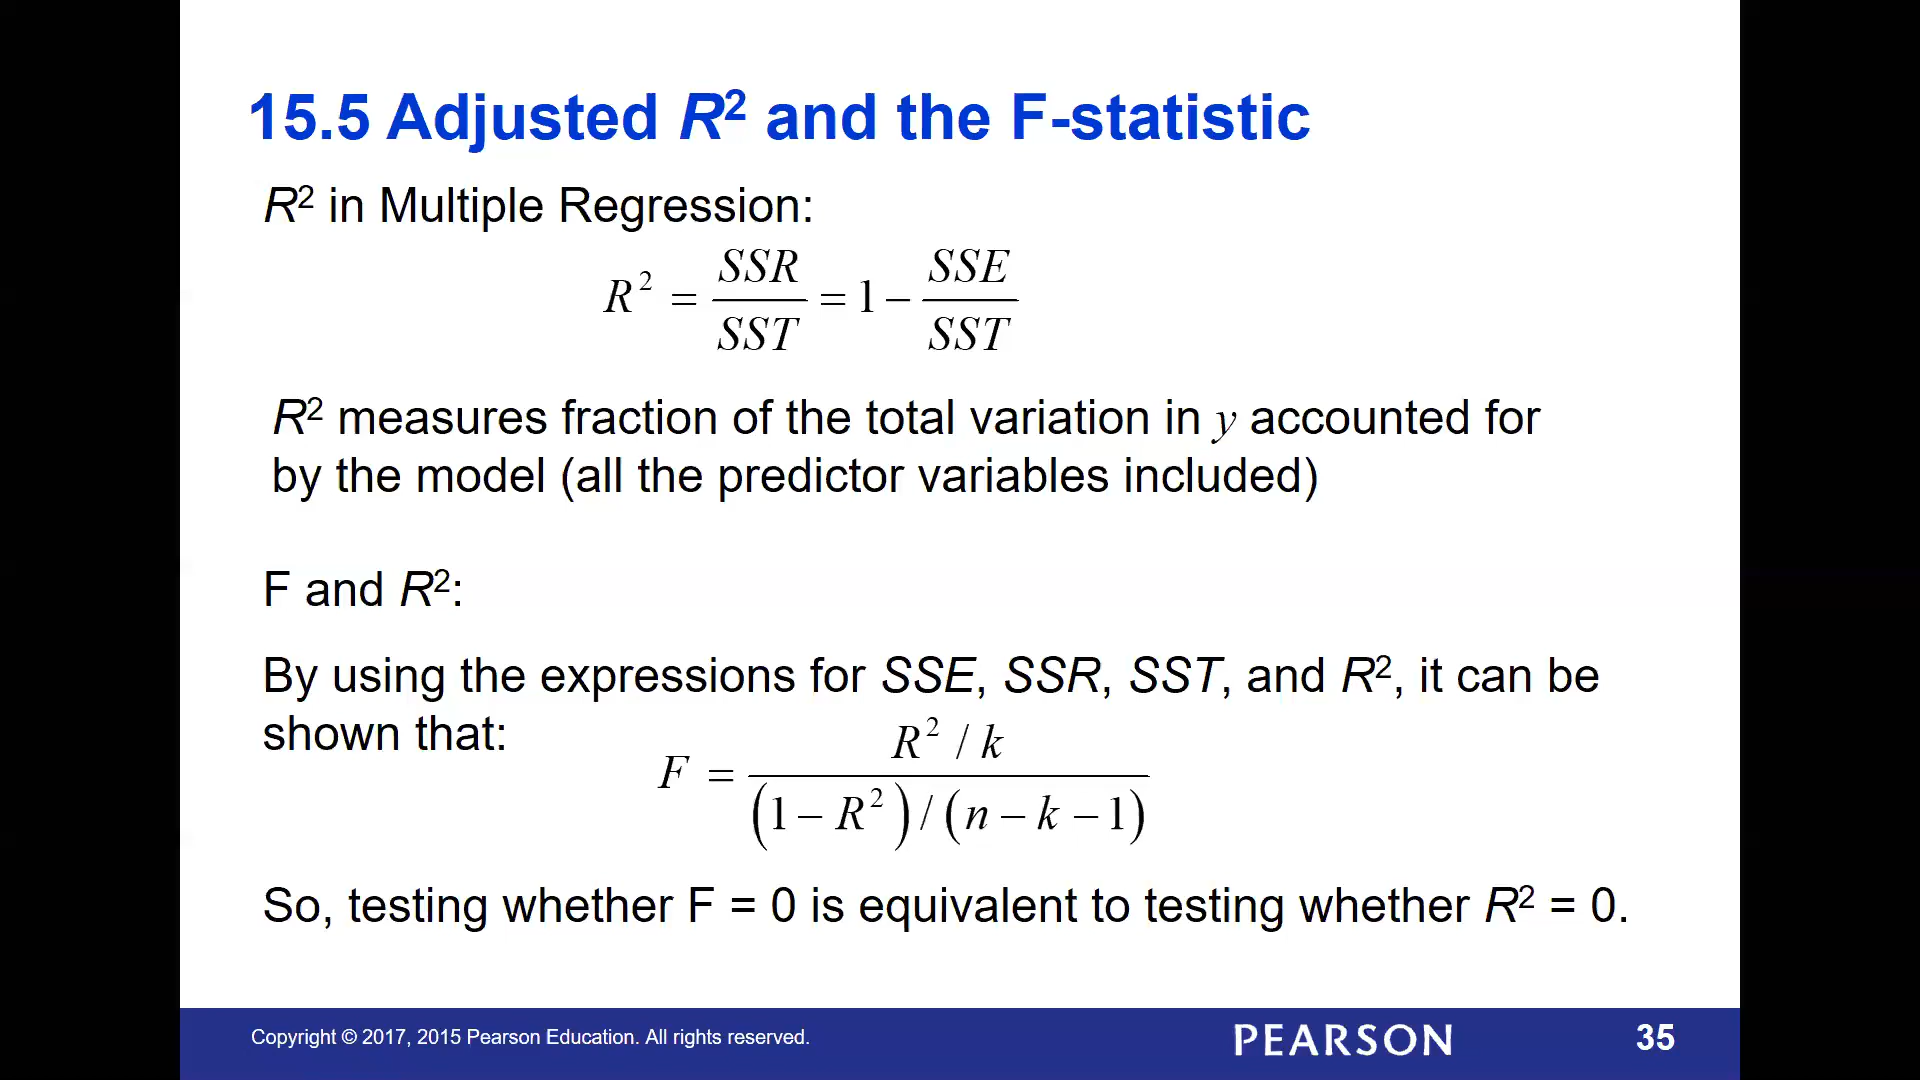 15.5 Adjusted R² and the F-statistic
R² in Multiple Regression:
R² = SSR/SST = 1 − SSE/SST
R² measures fraction of the total variation in y accounted for
by the model (all the predictor variables included)
F and R²:
By using the expressions for SSE, SSR, SST, and R², it can be
shown that:
F = (R² / k) / ((1 − R²) / (n − k − 1))
So, testing whether F = 0 is equivalent to testing whether R² = 0.
Copyright © 2017, 2015 Pearson Education. All rights reserved.
PEARSON
35